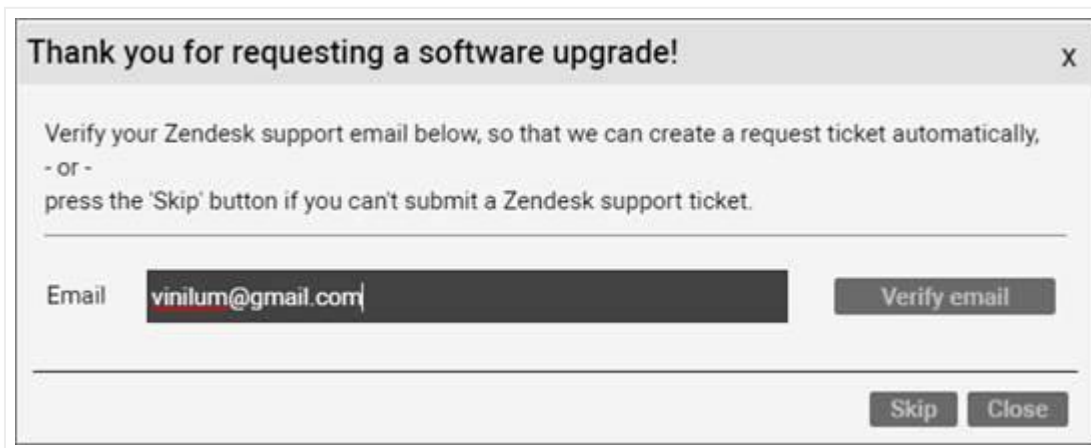 Thank you for requesting a software upgrade!
X
Verify your Zendesk support email below, so that we can create a request ticket automatically,
- or -
press the 'Skip' button if you can't submit a Zendesk support ticket.
Email vinilum@gmail.com Verify email
Skip Close